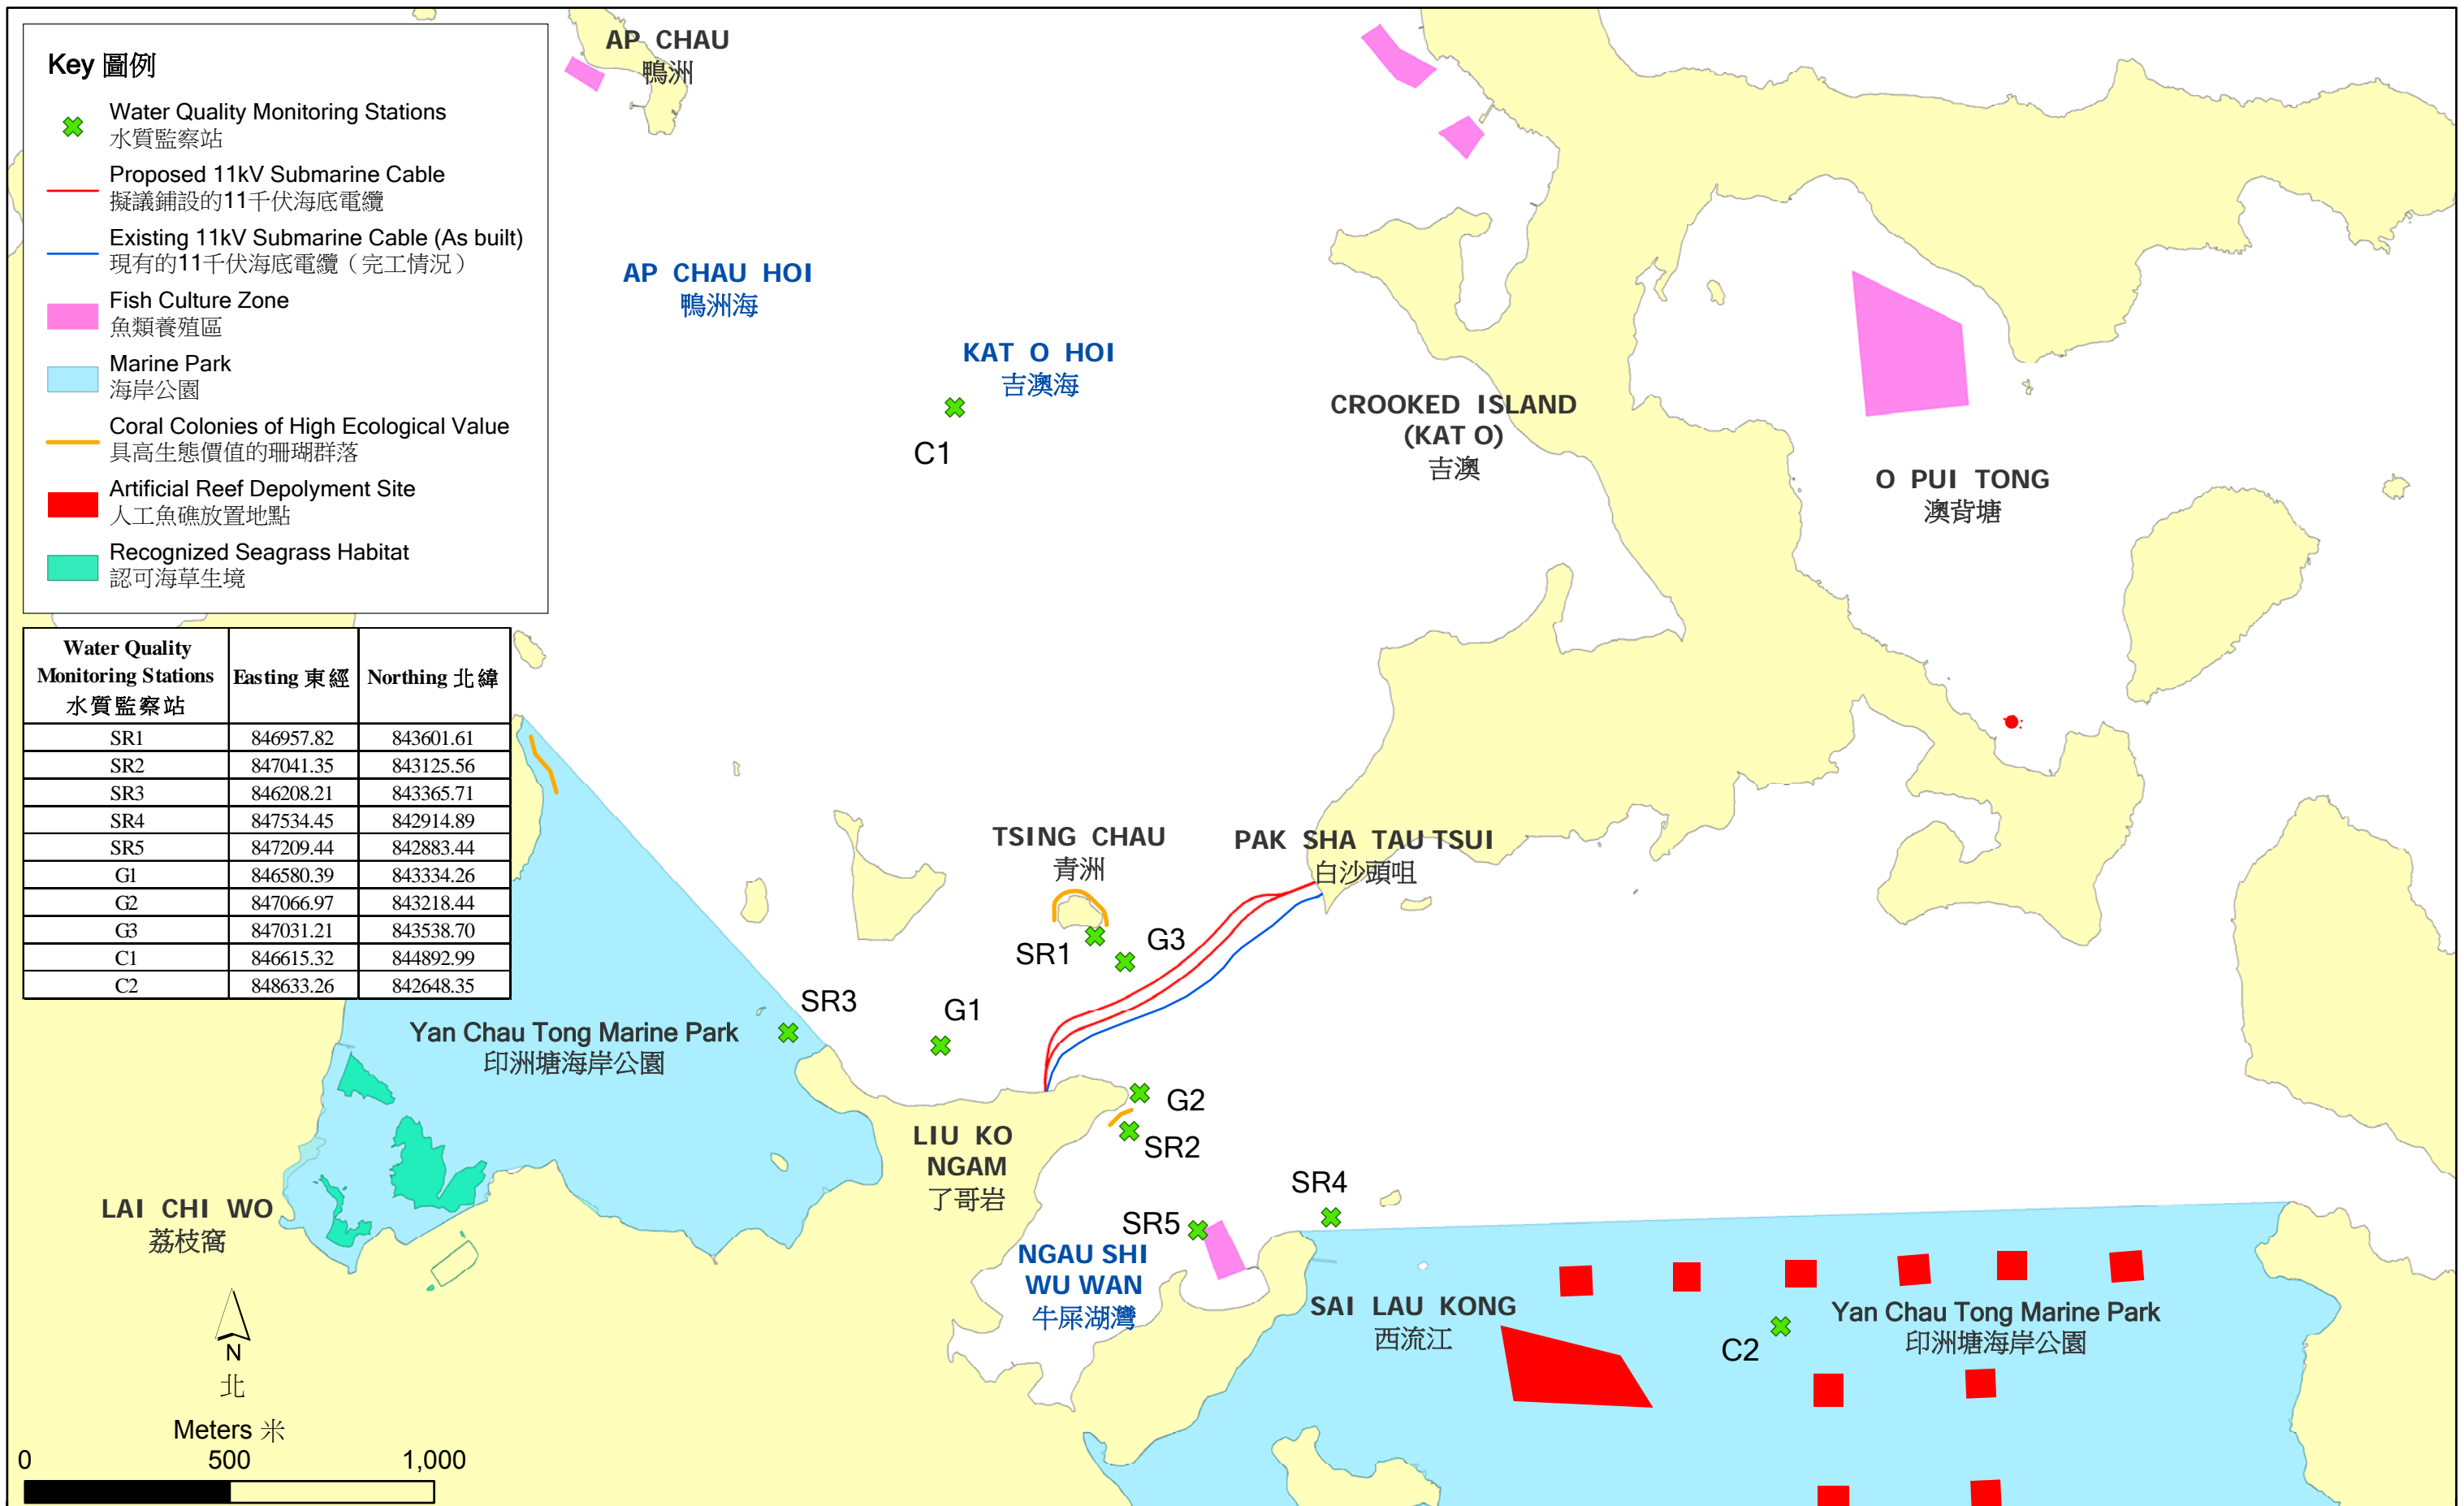 Key 圖例
Water Quality Monitoring Stations
水質監察站
Proposed 11kV Submarine Cable
擬議鋪設的11千伏海底電纜
Existing 11kV Submarine Cable (As built)
現有的11千伏海底電纜（完工情況）
Fish Culture Zone
魚類養殖區
Marine Park
海岸公園
Coral Colonies of High Ecological Value
具高生態價值的珊瑚群落
Artificial Reef Depolyment Site
人工魚礁放置地點
Recognized Seagrass Habitat
認可海草生境
Water Quality Monitoring Stations 水質監察站 Easting 東經 Northing 北緯
SR1 846957.82 843601.61
SR2 847041.35 843125.56
SR3 846208.21 843365.71
SR4 847534.45 842914.89
SR5 847209.44 842883.44
G1 846580.39 843334.26
G2 847066.97 843218.44
G3 847031.21 843538.70
C1 846615.32 844892.99
C2 848633.26 842648.35
AP CHAU
鴨洲
AP CHAU HOI
鴨洲海
KAT O HOI
吉澳海
C1
CROOKED ISLAND
(KAT O)
吉澳
O PUI TONG
澳背塘
TSING CHAU
青洲
PAK SHA TAU TSUI
白沙頭咀
SR1
G3
SR3
G1
Yan Chau Tong Marine Park
印洲塘海岸公園
G2
SR2
LIU KO
NGAM
了哥岩
LAI CHI WO
荔枝窩
SR4
SR5
NGAU SHI
WU WAN
牛屎湖灣
SAI LAU KONG
西流江
C2
Yan Chau Tong Marine Park
印洲塘海岸公園
N
北
Meters 米
0 500 1,000